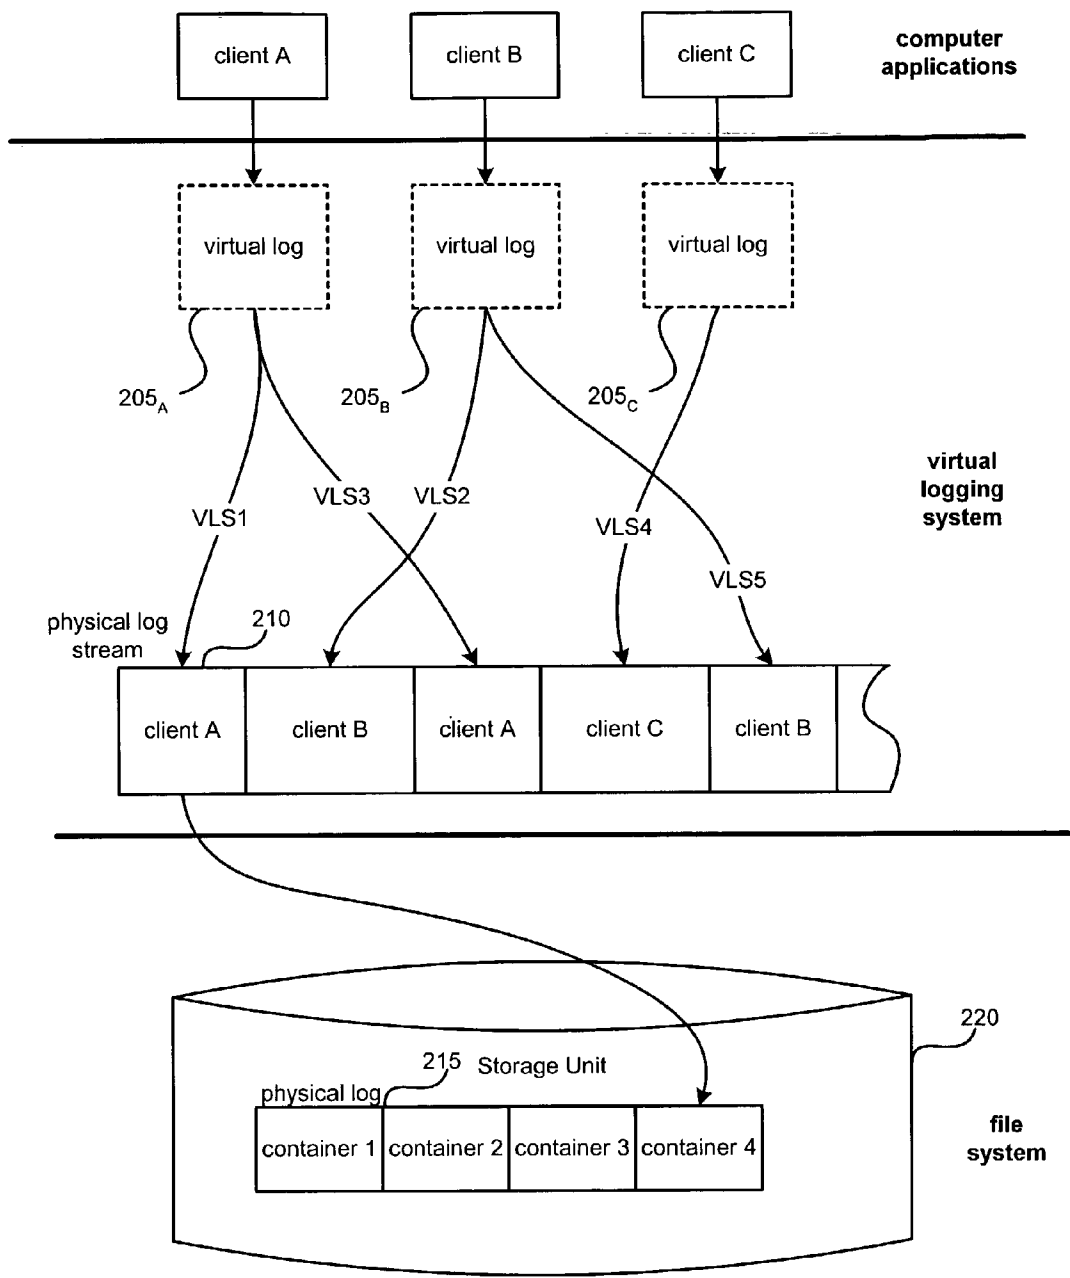 client A
client B
client C
computer
applications
virtual log
virtual log
virtual log
205A
205B
205C
virtual
logging
system
VLS1
VLS3
VLS2
VLS4
VLS5
physical log
stream
210
client A
client B
client A
client C
client B
220
215
Storage Unit
physical log
container 1
container 2
container 3
container 4
file
system